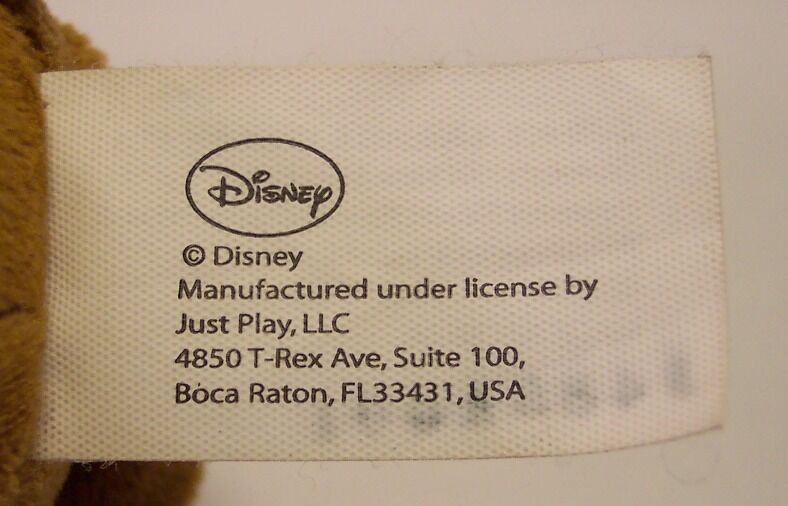 Disney
© Disney
Manufactured under license by
Just Play, LLC
4850 T-Rex Ave, Suite 100,
Boca Raton, FL33431, USA